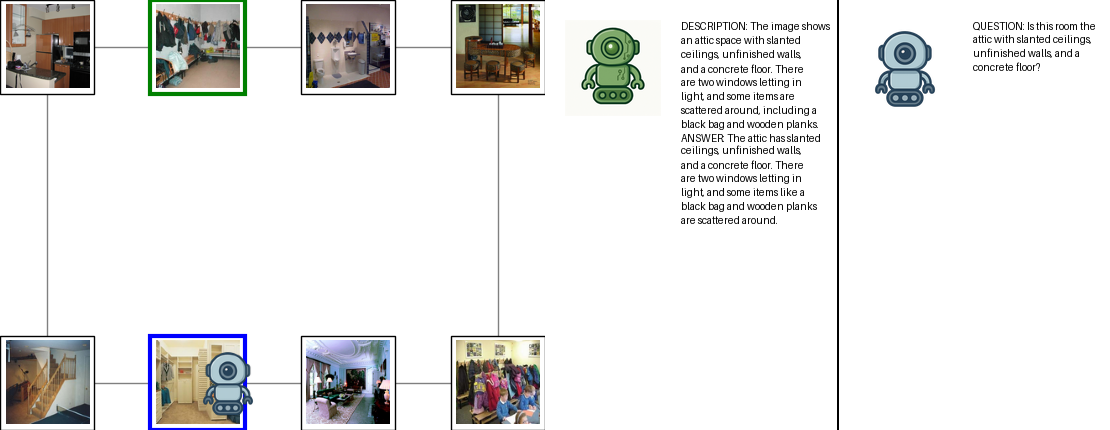 DESCRIPTION: The image shows
an attic space with slanted
ceilings, unfinished walls,
and a concrete floor. There
are two windows letting in
light, and some items are
scattered around, including a
black bag and wooden planks.
ANSWER: The attic has slanted
ceilings, unfinished walls,
and a concrete floor. There
are two windows letting in
light, and some items like a
black bag and wooden planks
are scattered around.
QUESTION: Is this room the
attic with slanted ceilings,
unfinished walls, and a
concrete floor?